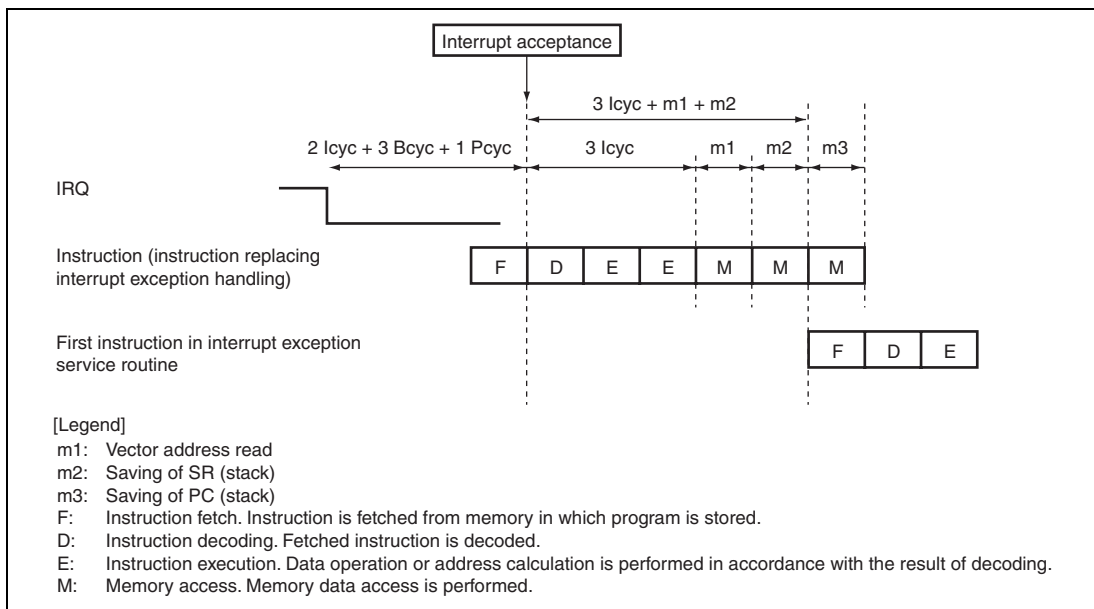 Interrupt acceptance
3 Icyc + m1 + m2
2 Icyc + 3 Bcyc + 1 Pcyc 3 Icyc m1 m2 m3
IRQ
Instruction (instruction replacing
interrupt exception handling)
F D E E M M M
First instruction in interrupt exception
service routine
F D E
[Legend]
m1: Vector address read
m2: Saving of SR (stack)
m3: Saving of PC (stack)
F: Instruction fetch. Instruction is fetched from memory in which program is stored.
D: Instruction decoding. Fetched instruction is decoded.
E: Instruction execution. Data operation or address calculation is performed in accordance with the result of decoding.
M: Memory access. Memory data access is performed.